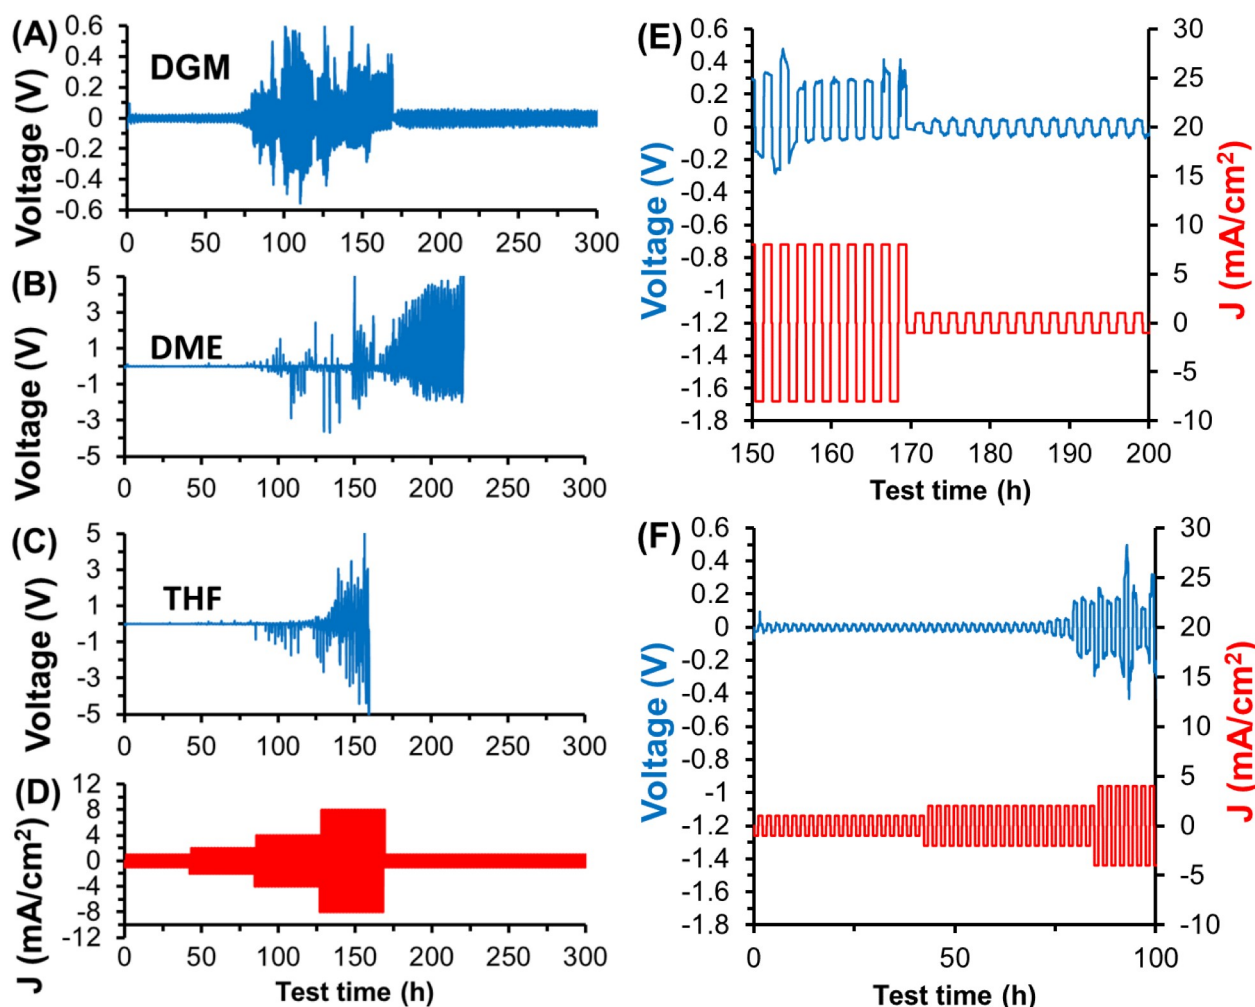 (A)
DGM
Voltage (V)
0.6
0.4
0.2
0
-0.2
-0.4
-0.6
0 50 100 150 200 250 300
(B)
DME
Voltage (V)
5
3
1
-1
-3
-5
0 50 100 150 200 250 300
(C)
THF
Voltage (V)
5
3
1
-1
-3
-5
0 50 100 150 200 250 300
(D)
J (mA/cm2)
12
8
4
0
-4
-8
-12
0 50 100 150 200 250 300
Test time (h)
(E)
Voltage (V)
0.6
0.4
0.2
0
-0.2
-0.4
-0.6
-0.8
-1
-1.2
-1.4
-1.6
-1.8
30
25
20
15
10
5
0
-5
-10
J (mA/cm2)
150 160 170 180 190 200
Test time (h)
(F)
Voltage (V)
0.6
0.4
0.2
0
-0.2
-0.4
-0.6
-0.8
-1
-1.2
-1.4
-1.6
-1.8
30
25
20
15
10
5
0
-5
-10
J (mA/cm2)
0 50 100
Test time (h)